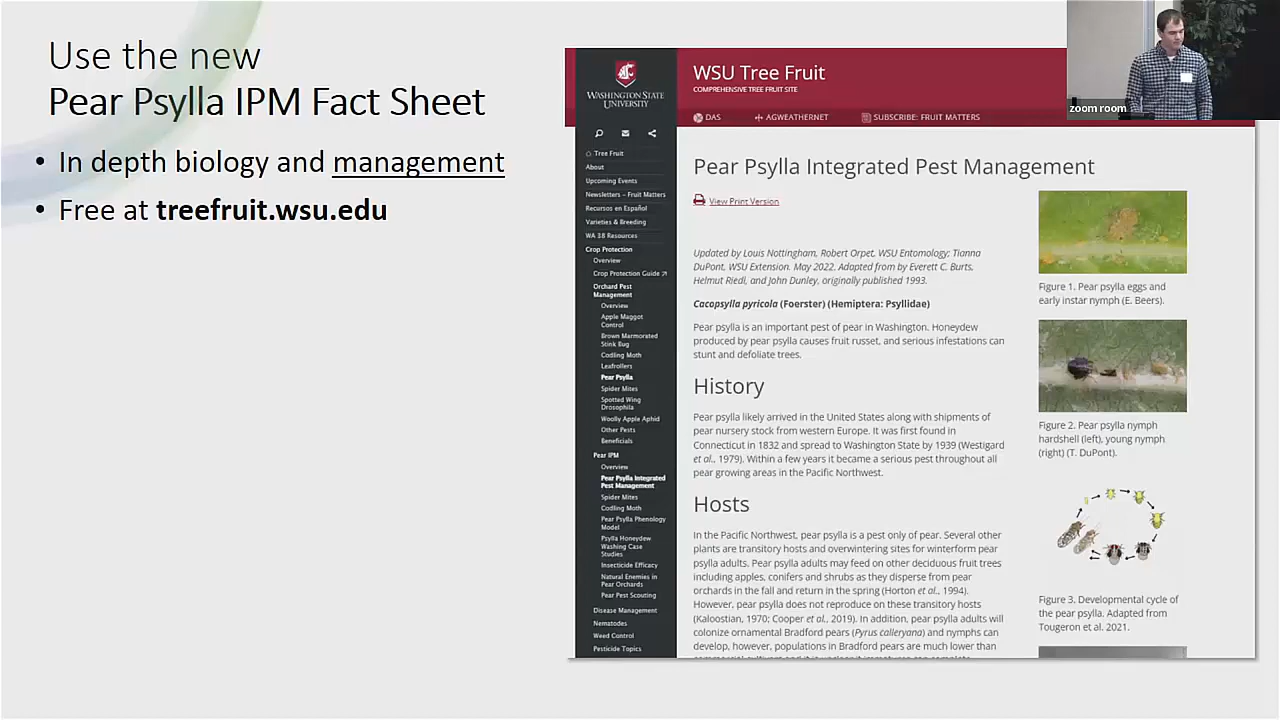 Use the new
Pear Psylla IPM Fact Sheet
• In depth biology and management
• Free at treefruit.wsu.edu
WASHINGTON STATE
UNIVERSITY
Tree Fruit
About
Upcoming Events
Newsletters – Fruit Matters
Recursos en Español
Varieties & Breeding
WA 38 Resources
Crop Protection
Overview
Crop Protection Guide
Orchard Pest
Management
Overview
Apple Maggot
Control
Brown Marmorated
Stink Bug
Codling Moth
Leafrollers
Pear Psylla
Spider Mites
Spotted Wing
Drosophila
Woolly Apple Aphid
Other Pests
Beneficials
Pear IPM
Overview
Pear Psylla Integrated
Pest Management
Spider Mites
Codling Moth
Pear Psylla Phenology
Model
Psylla Honeydew
Washing Case
Studies
Insecticide Efficacy
Natural Enemies in
Pear Orchards
Pear Pest Scouting
Disease Management
Nematodes
Weed Control
Pesticide Topics
WSU Tree Fruit
COMPREHENSIVE TREE FRUIT SITE
DAS AGWEATHERNET SUBSCRIBE: FRUIT MATTERS
Pear Psylla Integrated Pest Management
View Print Version
Updated by Louis Nottingham, Robert Orpet, WSU Entomology; Tianna
DuPont, WSU Extension. May 2022. Adapted from by Everett C. Burts,
Helmut Riedl, and John Dunley, originally published 1993.
Cacopsylla pyricola (Foerster) (Hemiptera: Psyllidae)
Pear psylla is an important pest of pear in Washington. Honeydew
produced by pear psylla causes fruit russet, and serious infestations can
stunt and defoliate trees.
History
Pear psylla likely arrived in the United States along with shipments of
pear nursery stock from western Europe. It was first found in
Connecticut in 1832 and spread to Washington State by 1939 (Westigard
et al., 1979). Within a few years it became a serious pest throughout all
pear growing areas in the Pacific Northwest.
Hosts
In the Pacific Northwest, pear psylla is a pest only of pear. Several other
plants are transitory hosts and overwintering sites for winterform pear
psylla adults. Pear psylla adults may feed on other deciduous fruit trees
including apples, conifers and shrubs as they disperse from pear
orchards in the fall and return in the spring (Horton et al., 1994).
However, pear psylla does not reproduce on these transitory hosts
(Kaloostian, 1970; Cooper et al., 2019). In addition, pear psylla adults will
colonize ornamental Bradford pears (Pyrus calleryana) and nymphs can
develop, however, populations in Bradford pears are much lower than
Figure 1. Pear psylla eggs and
early instar nymph (E. Beers).
Figure 2. Pear psylla nymph
hardshell (left), young nymph
(right) (T. DuPont).
Figure 3. Developmental cycle of
the pear psylla. Adapted from
Tougeron et al. 2021.
zoom room